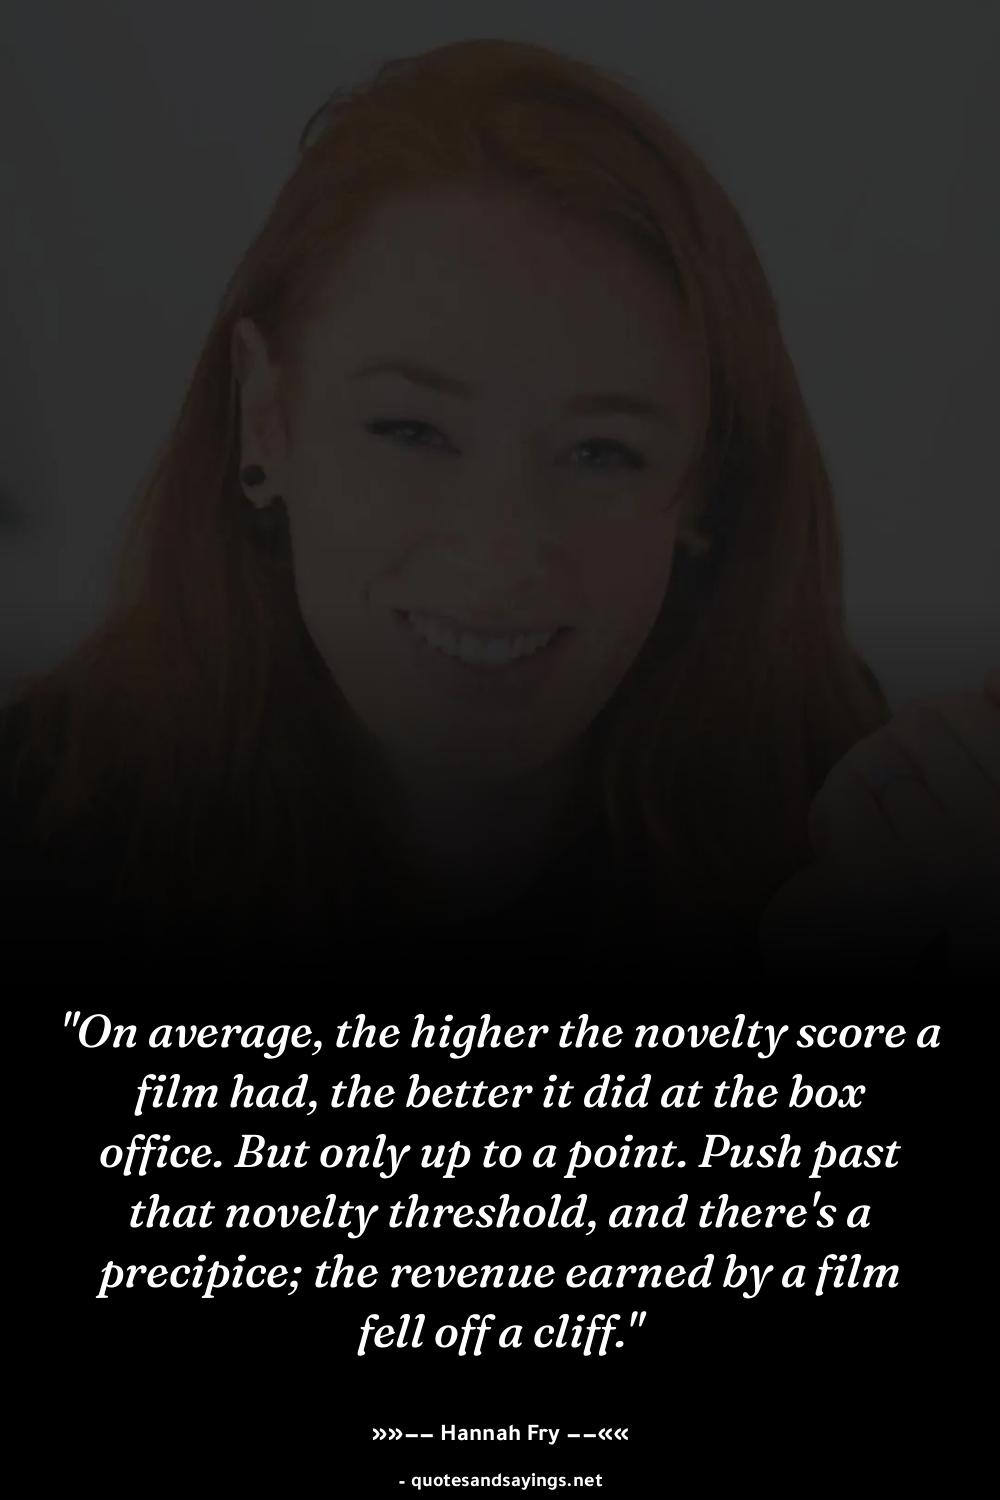 "On average, the higher the novelty score a
film had, the better it did at the box
office. But only up to a point. Push past
that novelty threshold, and there's a
precipice; the revenue earned by a film
fell off a cliff."
»»−− Hannah Fry −−««
- quotesandsayings.net